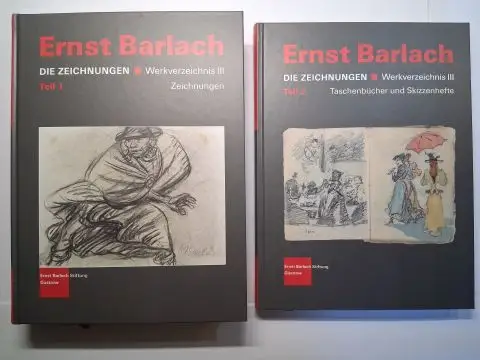 Ernst Barlach
DIE ZEICHNUNGEN ■ Werkverzeichnis III
Teil 1 Zeichnungen
Ernst Barlach Stiftung
Güstrow
Ernst Barlach
DIE ZEICHNUNGEN ■ Werkverzeichnis III
Teil 2 Taschenbücher und Skizzenhefte
Ernst Barlach Stiftung
Güstrow